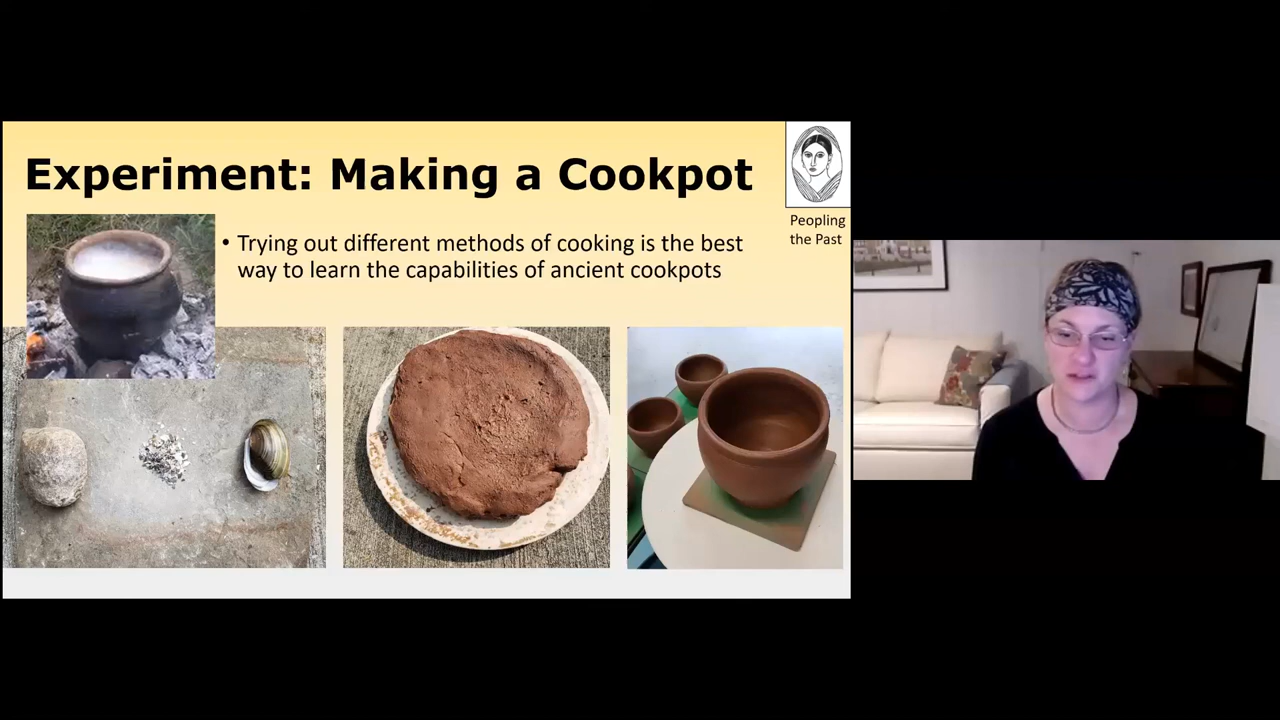 Experiment: Making a Cookpot
Peopling
the Past
• Trying out different methods of cooking is the best
way to learn the capabilities of ancient cookpots